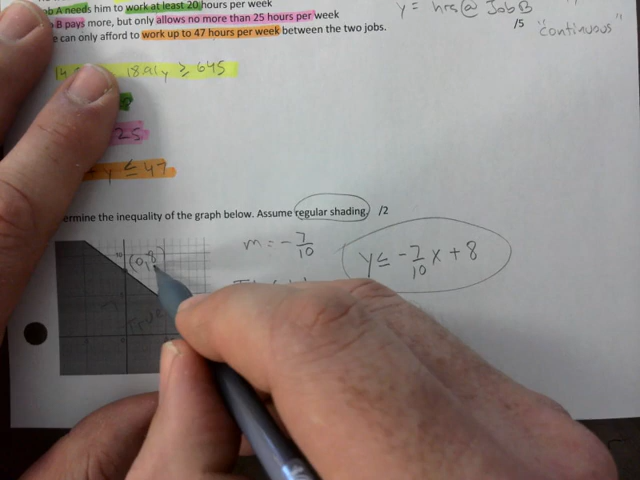 b A needs him to work at least 20 hours per week
B pays more, but only allows no more than 25 hours per week
e can only afford to work up to 47 hours per week between the two jobs.
y = hrs @ Job B
/5
"continuous"
18.91y ≥ 645
25
y ≤ 47
ermine the inequality of the graph below. Assume regular shading. /2
m = -7/10
y ≤ -7/10 x + 8
(0,8)